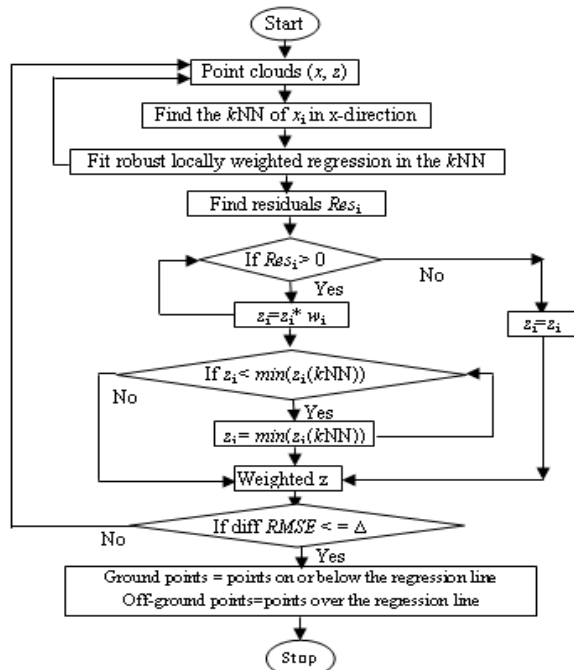 Start
Point clouds (x, z)
Find the kNN of xi in x-direction
Fit robust locally weighted regression in the kNN
Find residuals Resi
If Resi> 0
No
Yes
zi=zi* wi
zi=zi
If zi< min(zi(kNN))
No
Yes
zi= min(zi(kNN))
Weighted z
If diff RMSE < = Δ
No
Yes
Ground points = points on or below the regression line
Off-ground points=points over the regression line
Stop